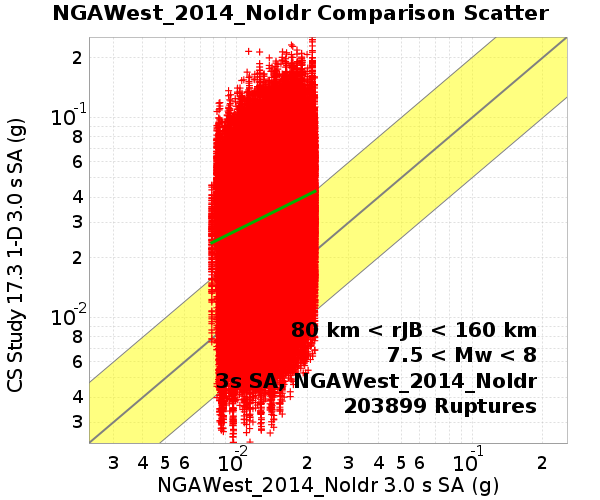 NGAWest_2014_NoIdr Comparison Scatter
CS Study 17.3 1-D 3.0 s SA (g)
2
10-1
8
6
4
3
2
10-2
8
6
4
3
80 km < rJB < 160 km
7.5 < Mw < 8
3s SA, NGAWest_2014_NoIdr
203899 Ruptures
3 4 5 6 10-2 2 3 4 5 6 10-1 2
NGAWest_2014_NoIdr 3.0 s SA (g)